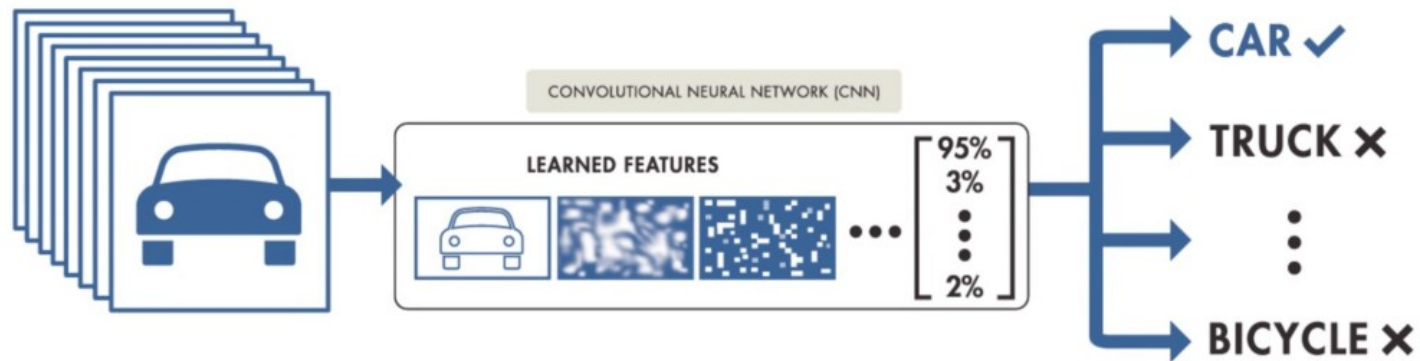 CONVOLUTIONAL NEURAL NETWORK (CNN)
LEARNED FEATURES
95%
3%
2%
CAR ✓
TRUCK ✕
BICYCLE ✕